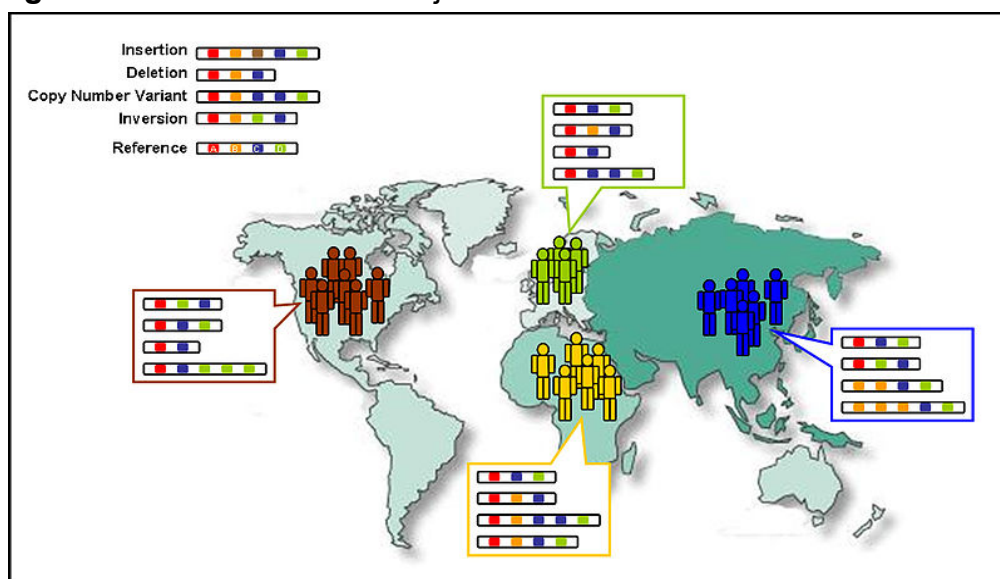 Insertion
Deletion
Copy Number Variant
Inversion
Reference A B C D